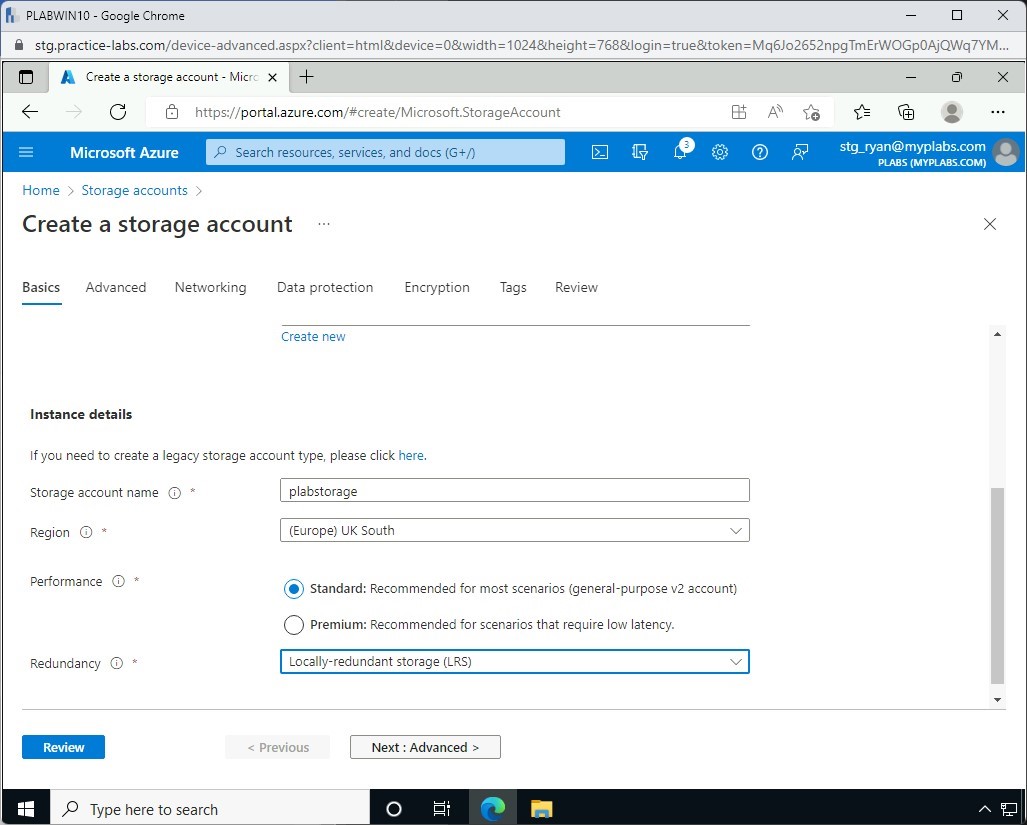 PLABWIN10 - Google Chrome
stg.practice-labs.com/device-advanced.aspx?client=html&device=0&width=1024&height=768&login=true&token=Mq6Jo2652npgTmErWOGp0AjQWq7YM...
Create a storage account - Micro
https://portal.azure.com/#create/Microsoft.StorageAccount
Microsoft Azure
Search resources, services, and docs (G+/)
3
stg_ryan@myplabs.com
PLABS (MYPLABS.COM)
Home > Storage accounts >
Create a storage account ...
Basics Advanced Networking Data protection Encryption Tags Review
Create new
Instance details
If you need to create a legacy storage account type, please click here.
Storage account name * plabstorage
Region * (Europe) UK South
Performance * Standard: Recommended for most scenarios (general-purpose v2 account)
Premium: Recommended for scenarios that require low latency.
Redundancy * Locally-redundant storage (LRS)
Review < Previous Next : Advanced >
Type here to search